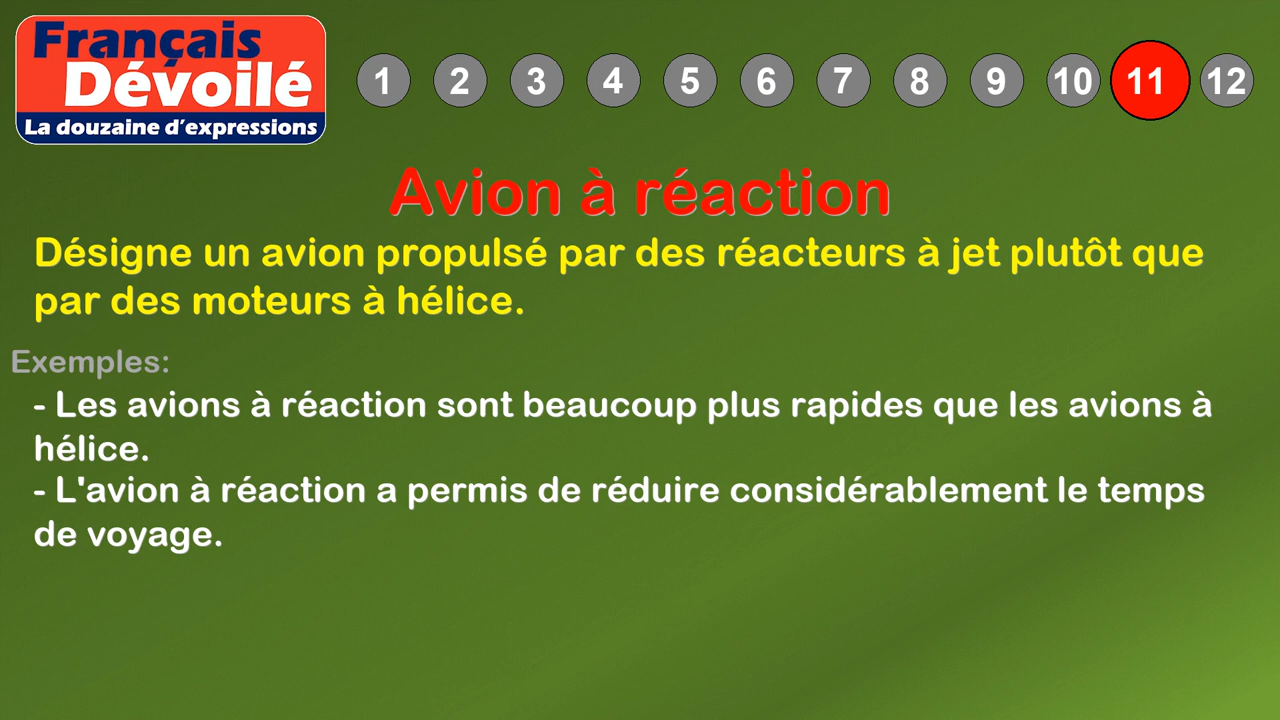 Français
Dévoilé
La douzaine d'expressions
1 2 3 4 5 6 7 8 9 10 11 12
Avion à réaction
Désigne un avion propulsé par des réacteurs à jet plutôt que
par des moteurs à hélice.
Exemples:
- Les avions à réaction sont beaucoup plus rapides que les avions à
hélice.
- L'avion à réaction a permis de réduire considérablement le temps
de voyage.